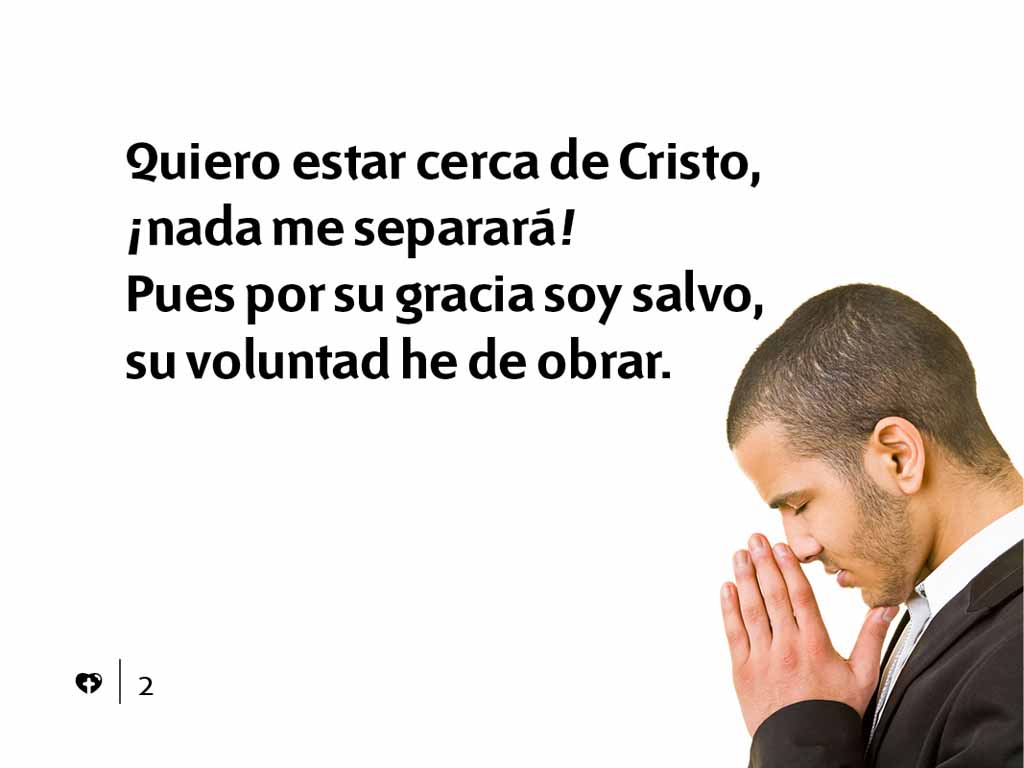 Quiero estar cerca de Cristo,
¡nada me separará!
Pues por su gracia soy salvo,
su voluntad he de obrar.
2